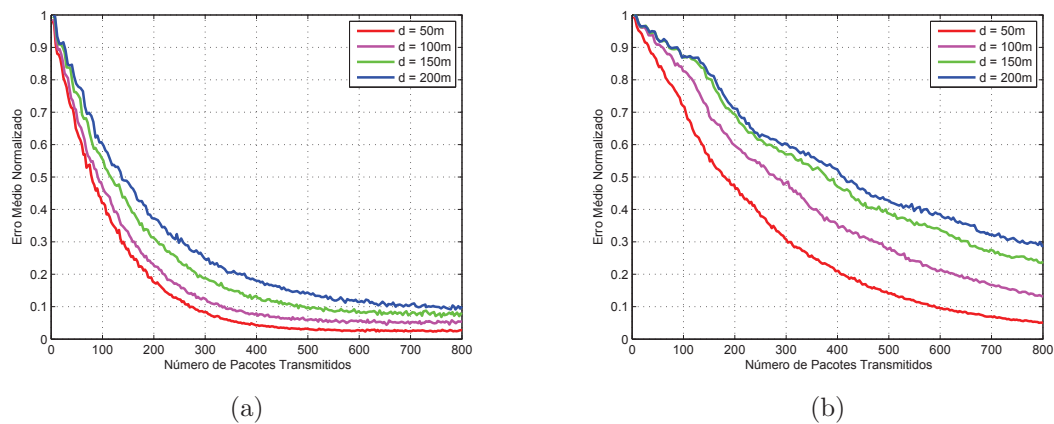 1
0.9
0.8
0.7
0.6
0.5
0.4
0.3
0.2
0.1
0
Erro Médio Normalizado
d = 50m
d = 100m
d = 150m
d = 200m
0 100 200 300 400 500 600 700 800
Número de Pacotes Transmitidos
(a)
1
0.9
0.8
0.7
0.6
0.5
0.4
0.3
0.2
0.1
0
Erro Médio Normalizado
d = 50m
d = 100m
d = 150m
d = 200m
0 100 200 300 400 500 600 700 800
Número de Pacotes Transmitidos
(b)